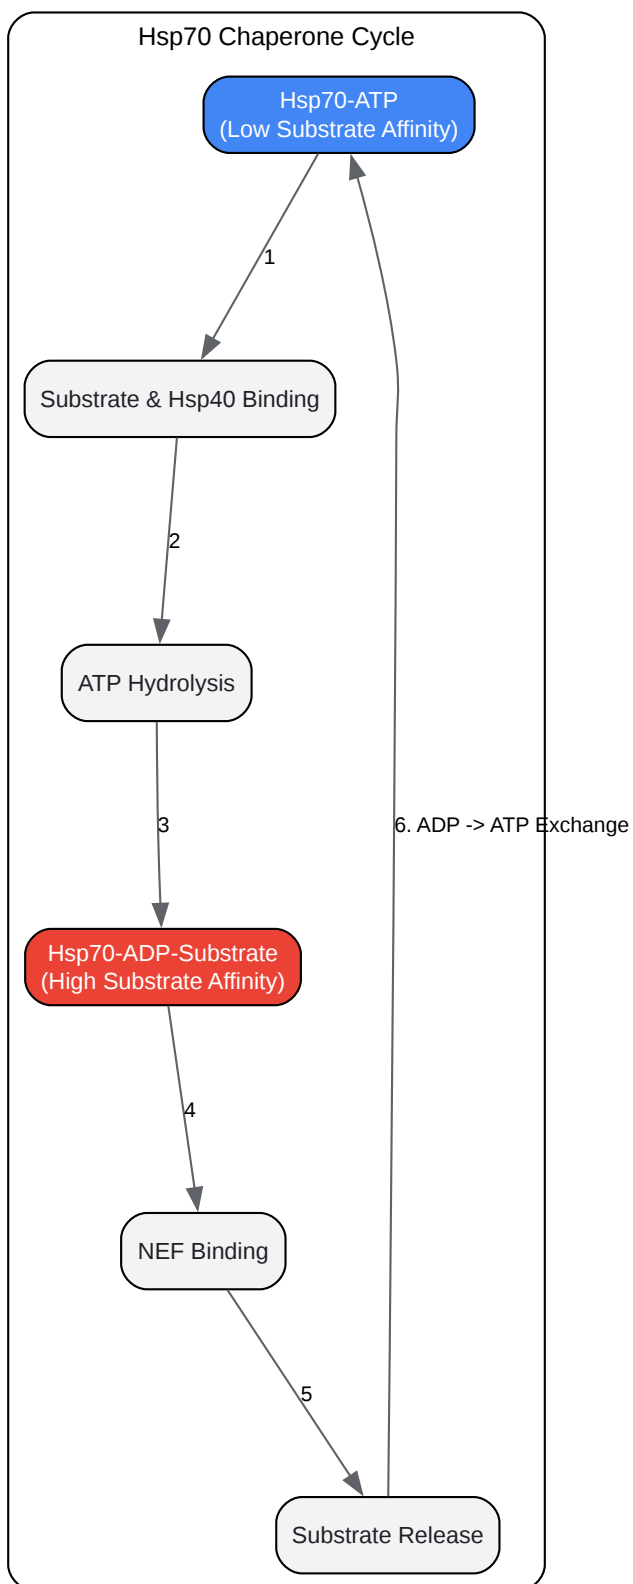 Hsp70 Chaperone Cycle
Hsp70-ATP
(Low Substrate Affinity)
1
Substrate & Hsp40 Binding
2
ATP Hydrolysis
3
6. ADP -> ATP Exchange
Hsp70-ADP-Substrate
(High Substrate Affinity)
4
NEF Binding
5
Substrate Release